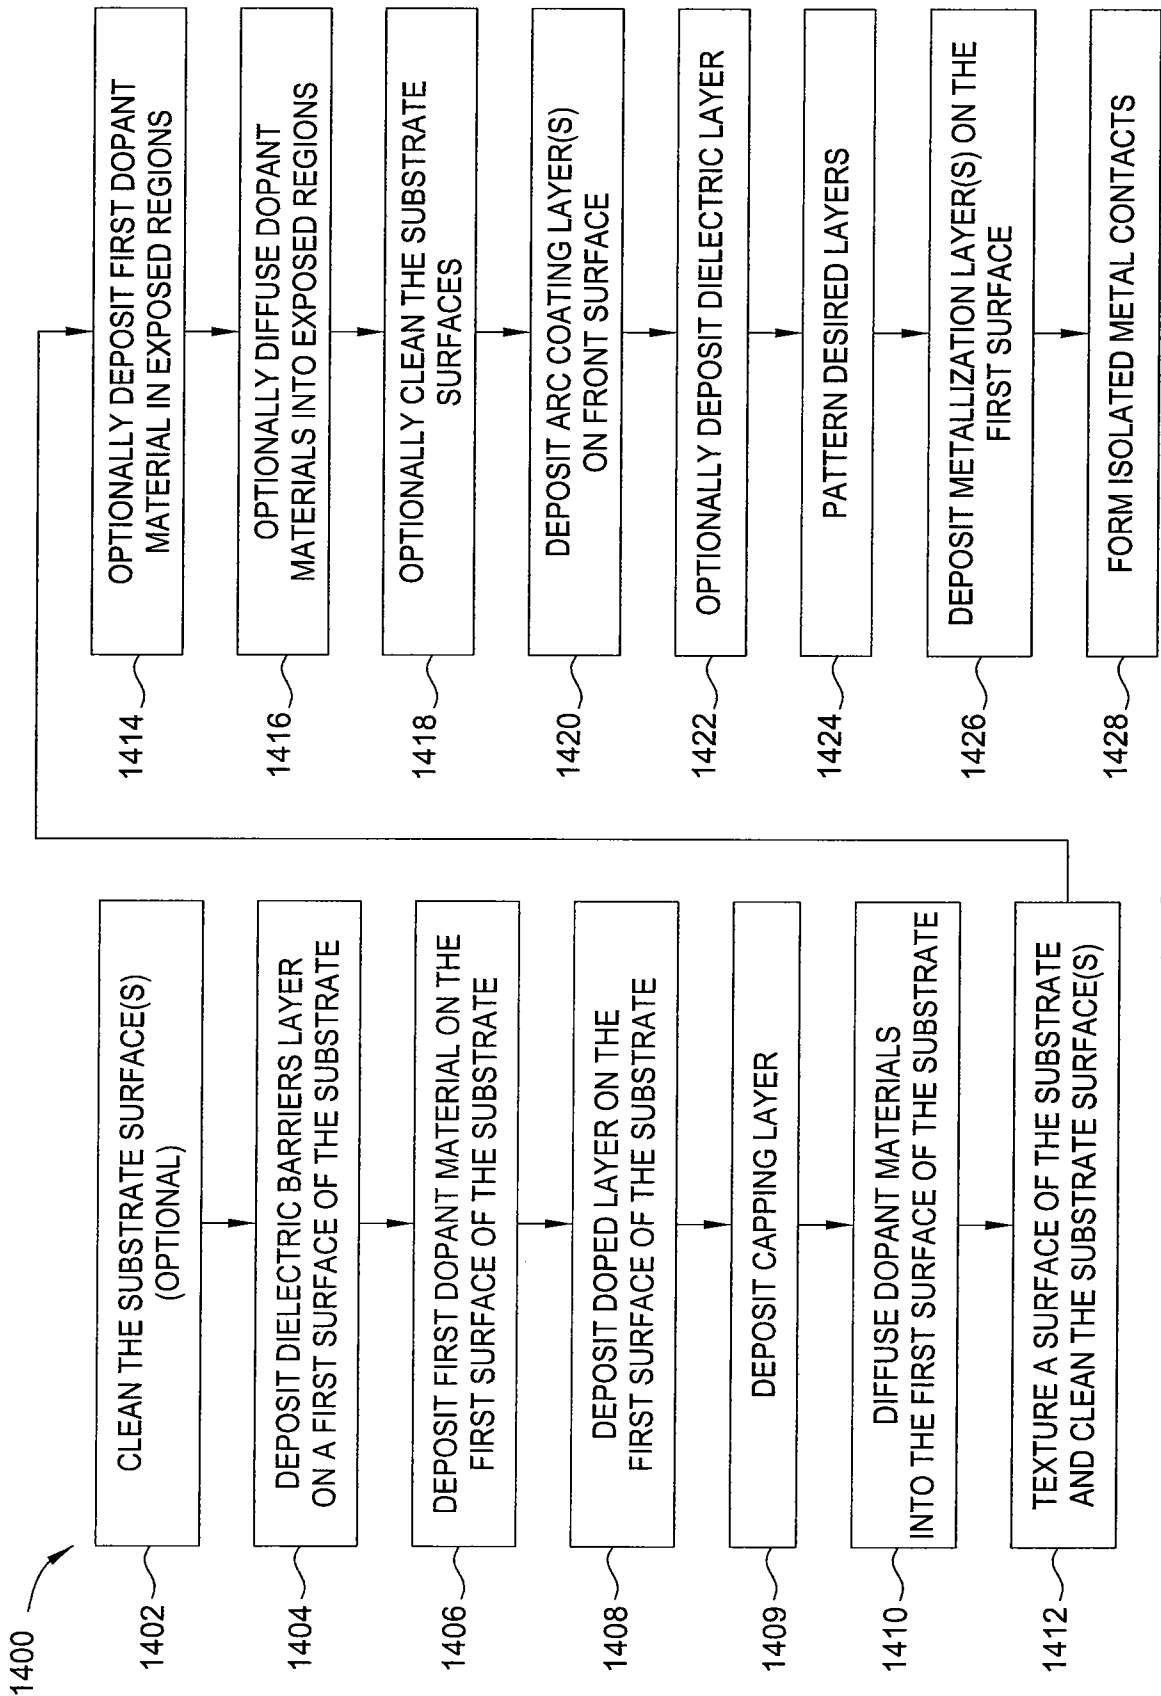 1400
1402
CLEAN THE SUBSTRATE SURFACE(S)
(OPTIONAL)
1404
DEPOSIT DIELECTRIC BARRIERS LAYER
ON A FIRST SURFACE OF THE SUBSTRATE
1406
DEPOSIT FIRST DOPANT MATERIAL ON THE
FIRST SURFACE OF THE SUBSTRATE
1408
DEPOSIT DOPED LAYER ON THE
FIRST SURFACE OF THE SUBSTRATE
1409
DEPOSIT CAPPING LAYER
1410
DIFFUSE DOPANT MATERIALS
INTO THE FIRST SURFACE OF THE SUBSTRATE
1412
TEXTURE A SURFACE OF THE SUBSTRATE
AND CLEAN THE SUBSTRATE SURFACE(S)
1414
OPTIONALLY DEPOSIT FIRST DOPANT
MATERIAL IN EXPOSED REGIONS
1416
OPTIONALLY DIFFUSE DOPANT
MATERIALS INTO EXPOSED REGIONS
1418
OPTIONALLY CLEAN THE SUBSTRATE
SURFACES
1420
DEPOSIT ARC COATING LAYER(S)
ON FRONT SURFACE
1422
OPTIONALLY DEPOSIT DIELECTRIC LAYER
1424
PATTERN DESIRED LAYERS
1426
DEPOSIT METALLIZATION LAYER(S) ON THE
FIRST SURFACE
1428
FORM ISOLATED METAL CONTACTS